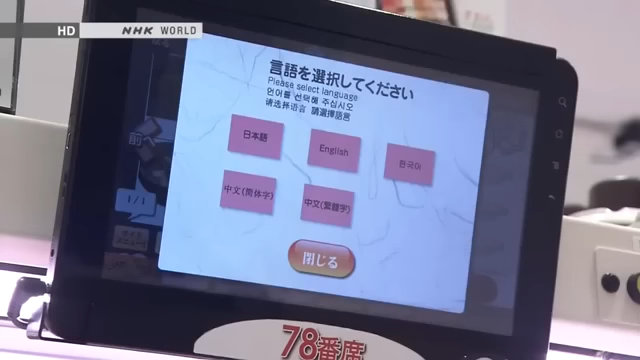 HD NHK WORLD
言語を選択してください
Please select language
언어를 선택해 주십시오
请选择语言 請選擇語言
日本語
English
한국어
中文(简体字)
中文(繁體字)
前へ
1/1
閉じる
78番席